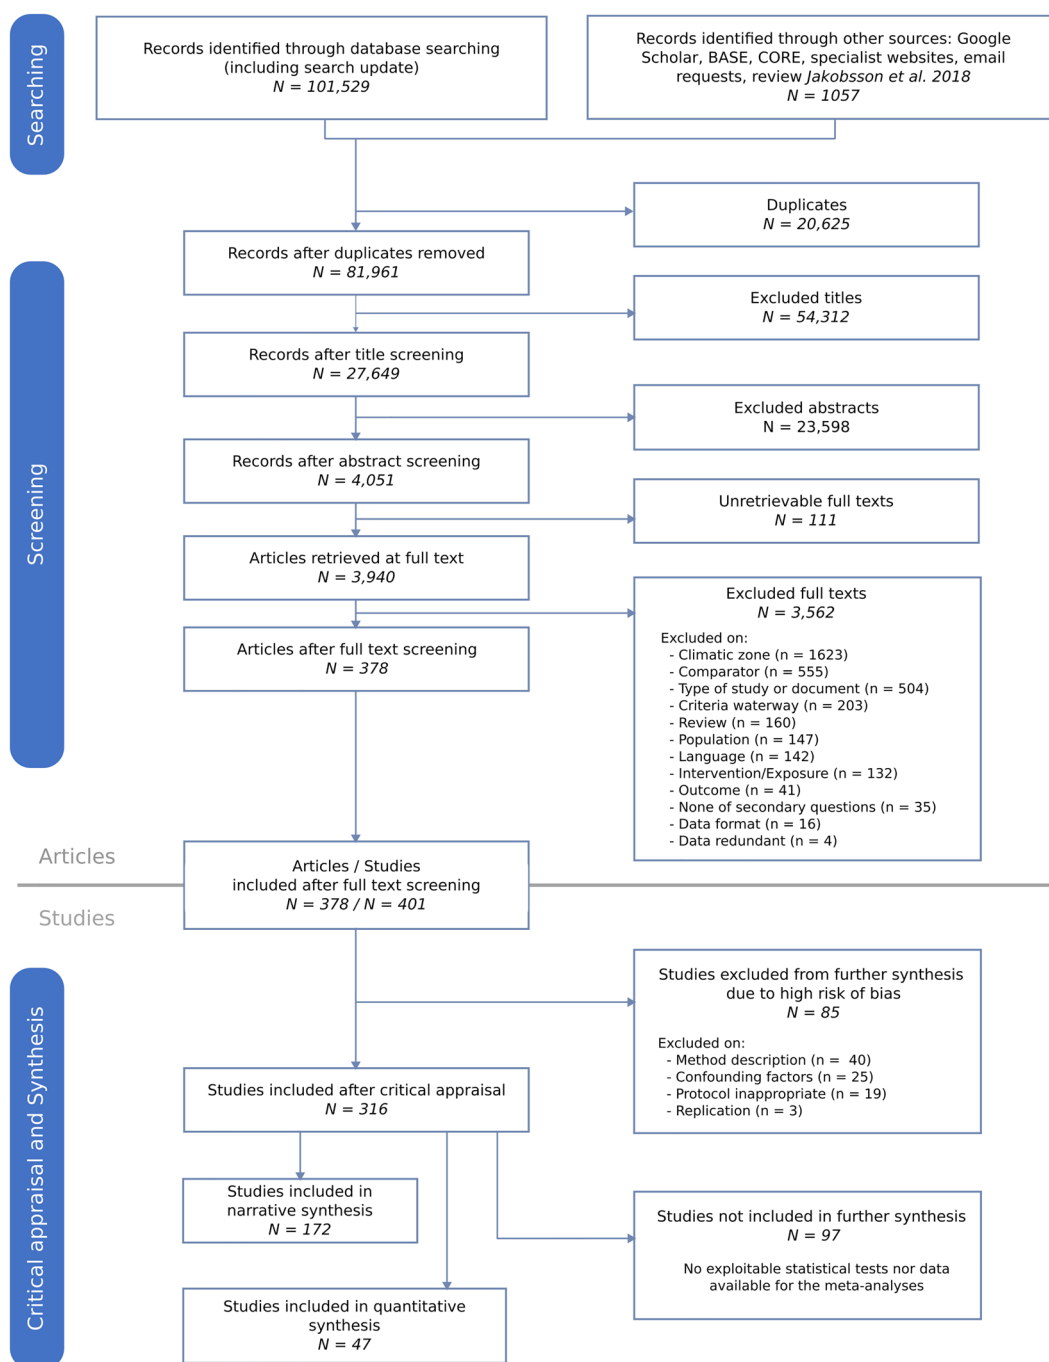 Searching
Records identified through database searching
(including search update)
N = 101,529
Records identified through other sources: Google
Scholar, BASE, CORE, specialist websites, email
requests, review Jakobsson et al. 2018
N = 1057
Duplicates
N = 20,625
Screening
Records after duplicates removed
N = 81,961
Excluded titles
N = 54,312
Records after title screening
N = 27,649
Excluded abstracts
N = 23,598
Records after abstract screening
N = 4,051
Unretrievable full texts
N = 111
Articles retrieved at full text
N = 3,940
Excluded full texts
N = 3,562
Excluded on:
- Climatic zone (n = 1623)
- Comparator (n = 555)
- Type of study or document (n = 504)
- Criteria waterway (n = 203)
- Review (n = 160)
- Population (n = 147)
- Language (n = 142)
- Intervention/Exposure (n = 132)
- Outcome (n = 41)
- None of secondary questions (n = 35)
- Data format (n = 16)
- Data redundant (n = 4)
Articles after full text screening
N = 378
Articles
Articles / Studies
included after full text screening
N = 378 / N = 401
Studies
Critical appraisal and Synthesis
Studies excluded from further synthesis
due to high risk of bias
N = 85
Excluded on:
- Method description (n =  40)
- Confounding factors (n = 25)
- Protocol inappropriate (n = 19)
- Replication (n = 3)
Studies included after critical appraisal
N = 316
Studies included in
narrative synthesis
N = 172
Studies not included in further synthesis
N = 97
No exploitable statistical tests nor data
available for the meta-analyses
Studies included in quantitative
synthesis
N = 47